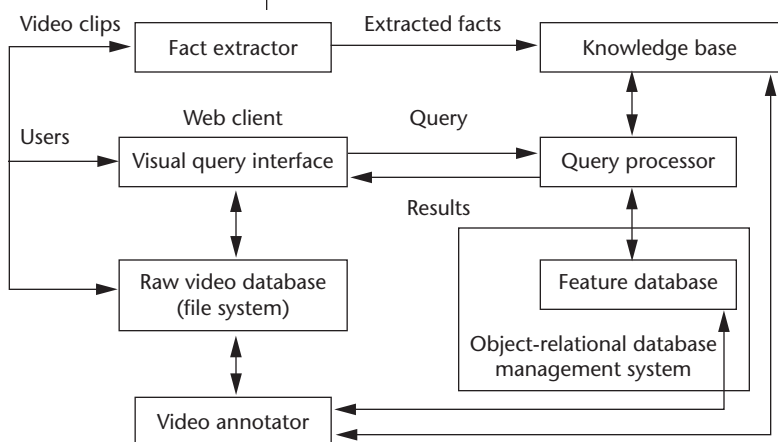 Video clips
Fact extractor
Extracted facts
Knowledge base
Users
Web client
Visual query interface
Query
Query processor
Results
Raw video database
(file system)
Feature database
Object-relational database
management system
Video annotator